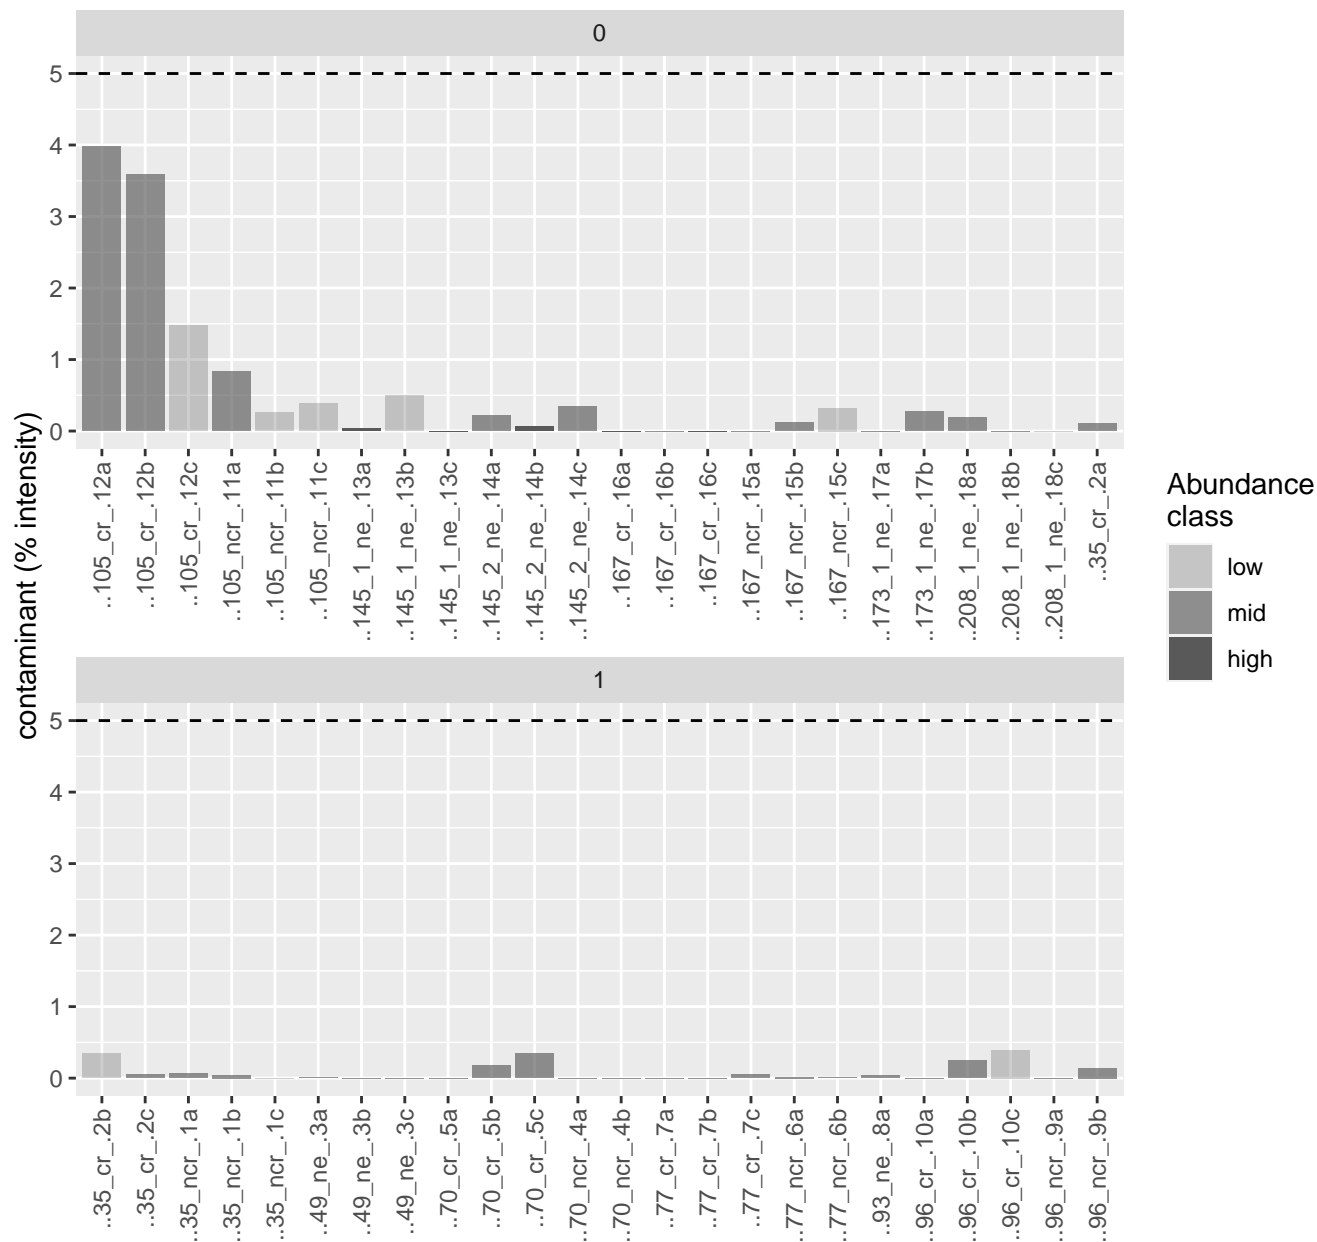 0
contaminant (% intensity)
5
4
3
2
1
0
..105_cr_.12a
..105_cr_.12b
..105_cr_.12c
..105_ncr_.11a
..105_ncr_.11b
..105_ncr_.11c
..145_1_ne_.13a
..145_1_ne_.13b
..145_1_ne_.13c
..145_2_ne_.14a
..145_2_ne_.14b
..145_2_ne_.14c
..167_cr_.16a
..167_cr_.16b
..167_cr_.16c
..167_ncr_.15a
..167_ncr_.15b
..167_ncr_.15c
..173_1_ne_.17a
..173_1_ne_.17b
..208_1_ne_.18a
..208_1_ne_.18b
..208_1_ne_.18c
..35_cr_.2a
1
5
4
3
2
1
0
..35_cr_.2b
..35_cr_.2c
..35_ncr_.1a
..35_ncr_.1b
..35_ncr_.1c
..49_ne_.3a
..49_ne_.3b
..49_ne_.3c
..70_cr_.5a
..70_cr_.5b
..70_cr_.5c
..70_ncr_.4a
..70_ncr_.4b
..77_cr_.7a
..77_cr_.7b
..77_cr_.7c
..77_ncr_.6a
..77_ncr_.6b
..93_ne_.8a
..96_cr_.10a
..96_cr_.10b
..96_cr_.10c
..96_ncr_.9a
..96_ncr_.9b
Abundance
class
low
mid
high